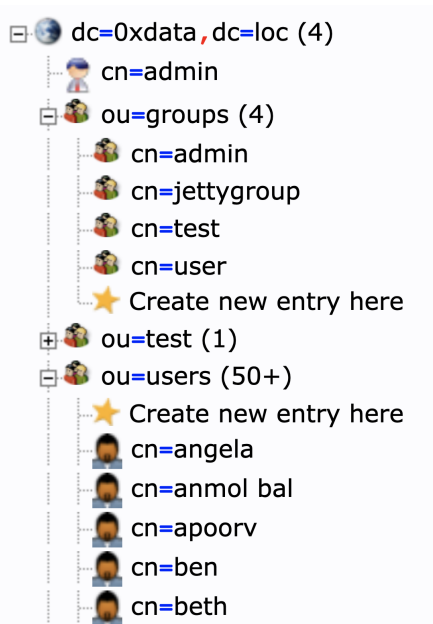 dc=0xdata,dc=loc (4)
cn=admin
ou=groups (4)
cn=admin
cn=jettygroup
cn=test
cn=user
Create new entry here
ou=test (1)
ou=users (50+)
Create new entry here
cn=angela
cn=anmol bal
cn=apoorv
cn=ben
cn=beth